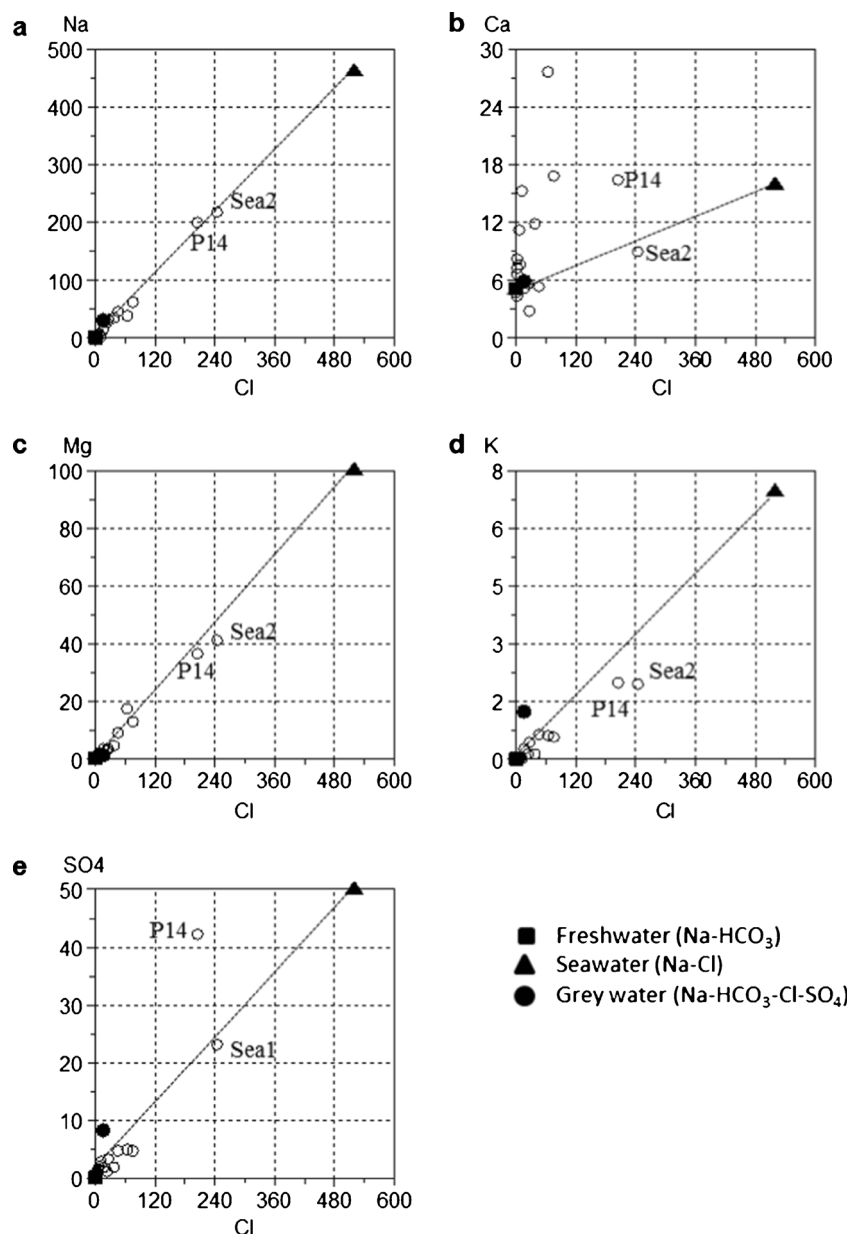 a Na
500
400
300
200
100
0
Sea2
P14
0 120 240 360 480 600
Cl
b Ca
30
24
18
12
6
0
P14
Sea2
0 120 240 360 480 600
Cl
c Mg
100
80
60
40
20
0
Sea2
P14
0 120 240 360 480 600
Cl
d K
8
6
5
3
2
0
Sea2
P14
0 120 240 360 480 600
Cl
e SO4
50
40
30
20
10
0
P14
Sea1
0 120 240 360 480 600
Cl
Freshwater (Na-HCO₃)
Seawater (Na-Cl)
Grey water (Na-HCO₃-Cl-SO₄)